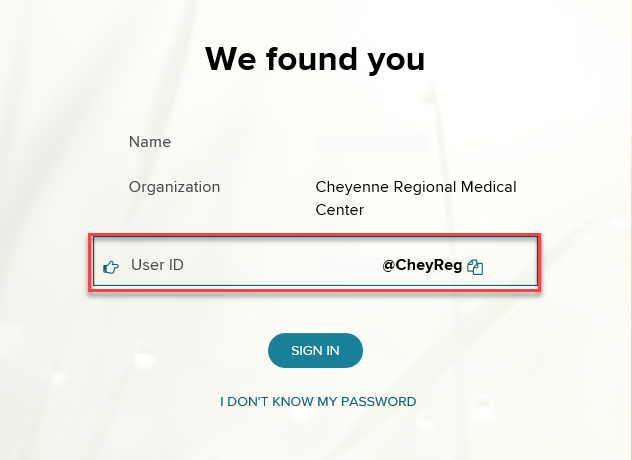 We found you
Name
Organization Cheyenne Regional Medical
Center
User ID @CheyReg
SIGN IN
I DON'T KNOW MY PASSWORD